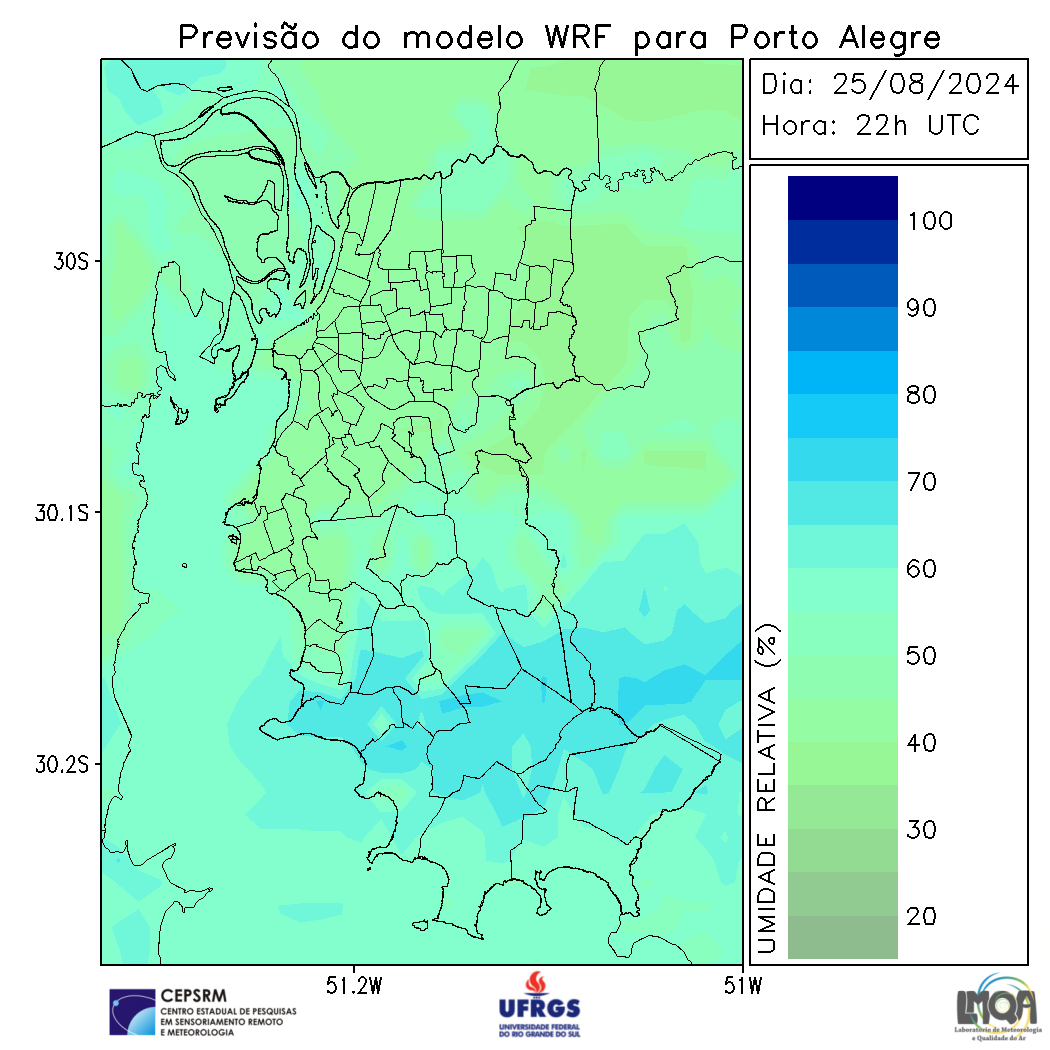 Previsão do modelo WRF para Porto Alegre
Dia: 25/08/2024
Hora: 22h UTC
100
90
80
70
60
50
40
30
20
UMIDADE RELATIVA (%)
30S
30.1S
30.2S
51.2W
51W
CEPSRM
CENTRO ESTADUAL DE PESQUISAS
EM SENSORIAMENTO REMOTO
E METEOROLOGIA
UFRGS
UNIVERSIDADE FEDERAL
DO RIO GRANDE DO SUL
LMQA
Laboratório de Meteorologia
e Qualidade do Ar